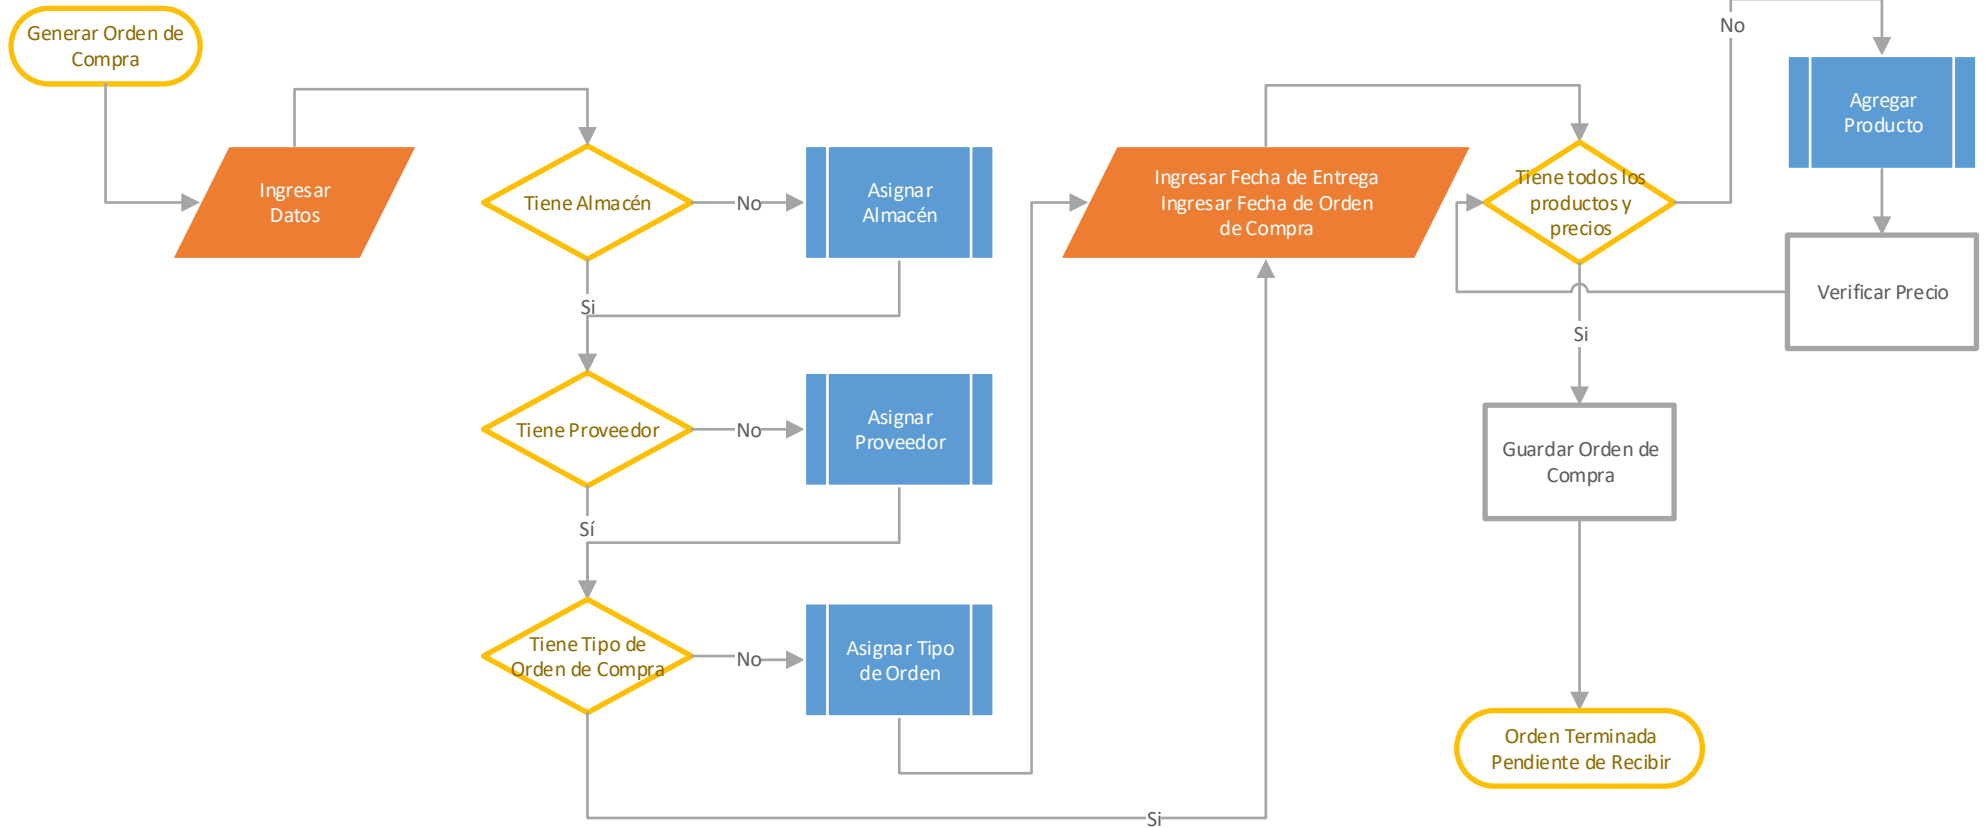 Generar Orden de
Compra
Ingresar
Datos
Tiene Almacén
No
Asignar
Almacén
Si
Tiene Proveedor
No
Asignar
Proveedor
Sí
Tiene Tipo de
Orden de Compra
No
Asignar Tipo
de Orden
Si
Ingresar Fecha de Entrega
Ingresar Fecha de Orden
de Compra
Tiene todos los
productos y
precios
No
Agregar
Producto
Verificar Precio
Si
Guardar Orden de
Compra
Orden Terminada
Pendiente de Recibir